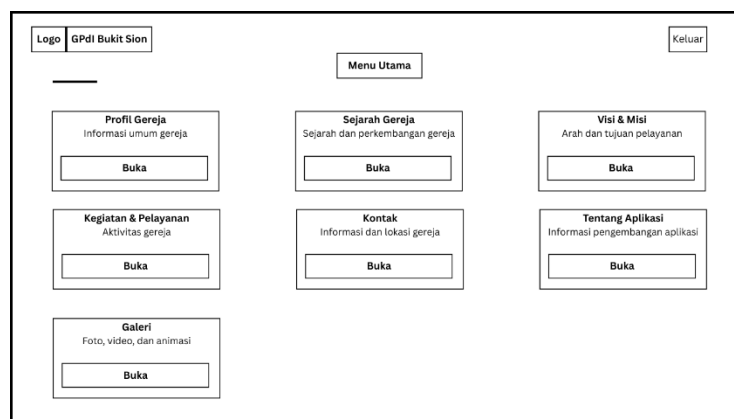 Logo GPdI Bukit Sion
Keluar
Menu Utama
Profil Gereja
Informasi umum gereja
Buka
Sejarah Gereja
Sejarah dan perkembangan gereja
Buka
Visi & Misi
Arah dan tujuan pelayanan
Buka
Kegiatan & Pelayanan
Aktivitas gereja
Buka
Kontak
Informasi dan lokasi gereja
Buka
Tentang Aplikasi
Informasi pengembangan aplikasi
Buka
Galeri
Foto, video, dan animasi
Buka